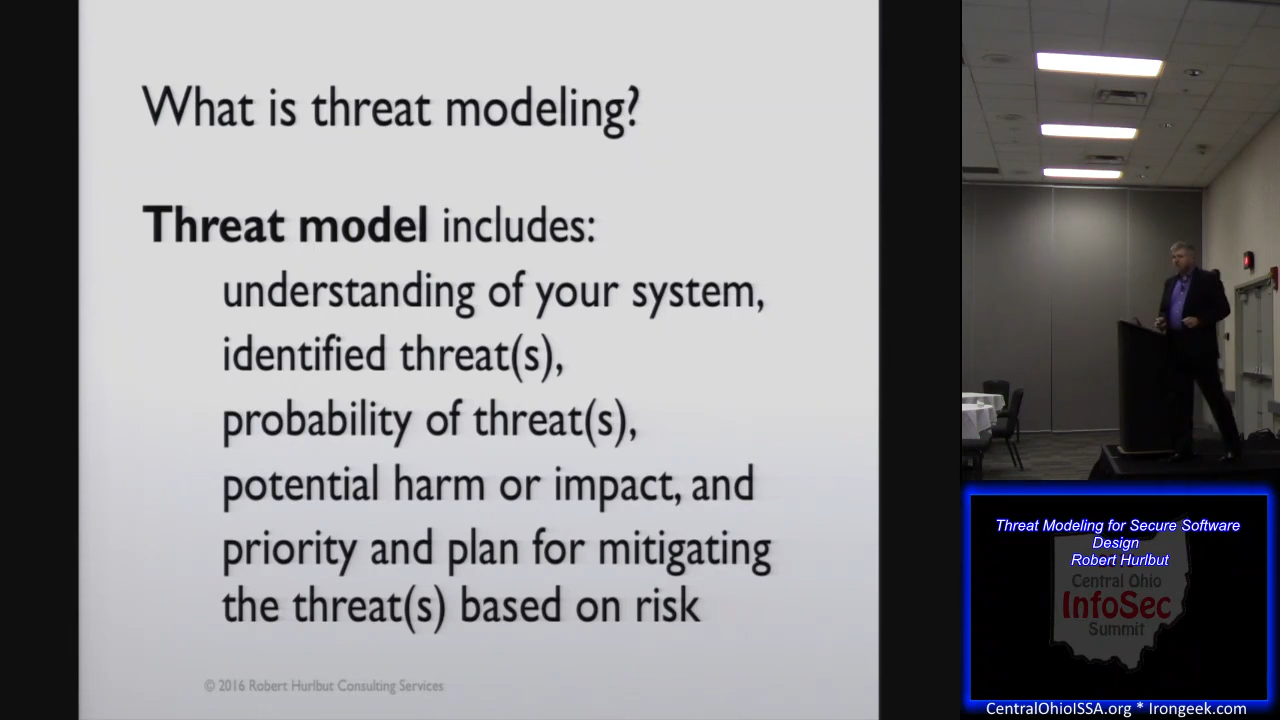 What is threat modeling?
Threat model includes:
understanding of your system,
identified threat(s),
probability of threat(s),
potential harm or impact, and
priority and plan for mitigating
the threat(s) based on risk
© 2016 Robert Hurlbut Consulting Services
Threat Modeling for Secure Software
Design
Robert Hurlbut
Central Ohio
InfoSec
Summit
CentralOhioISSA.org * Irongeek.com